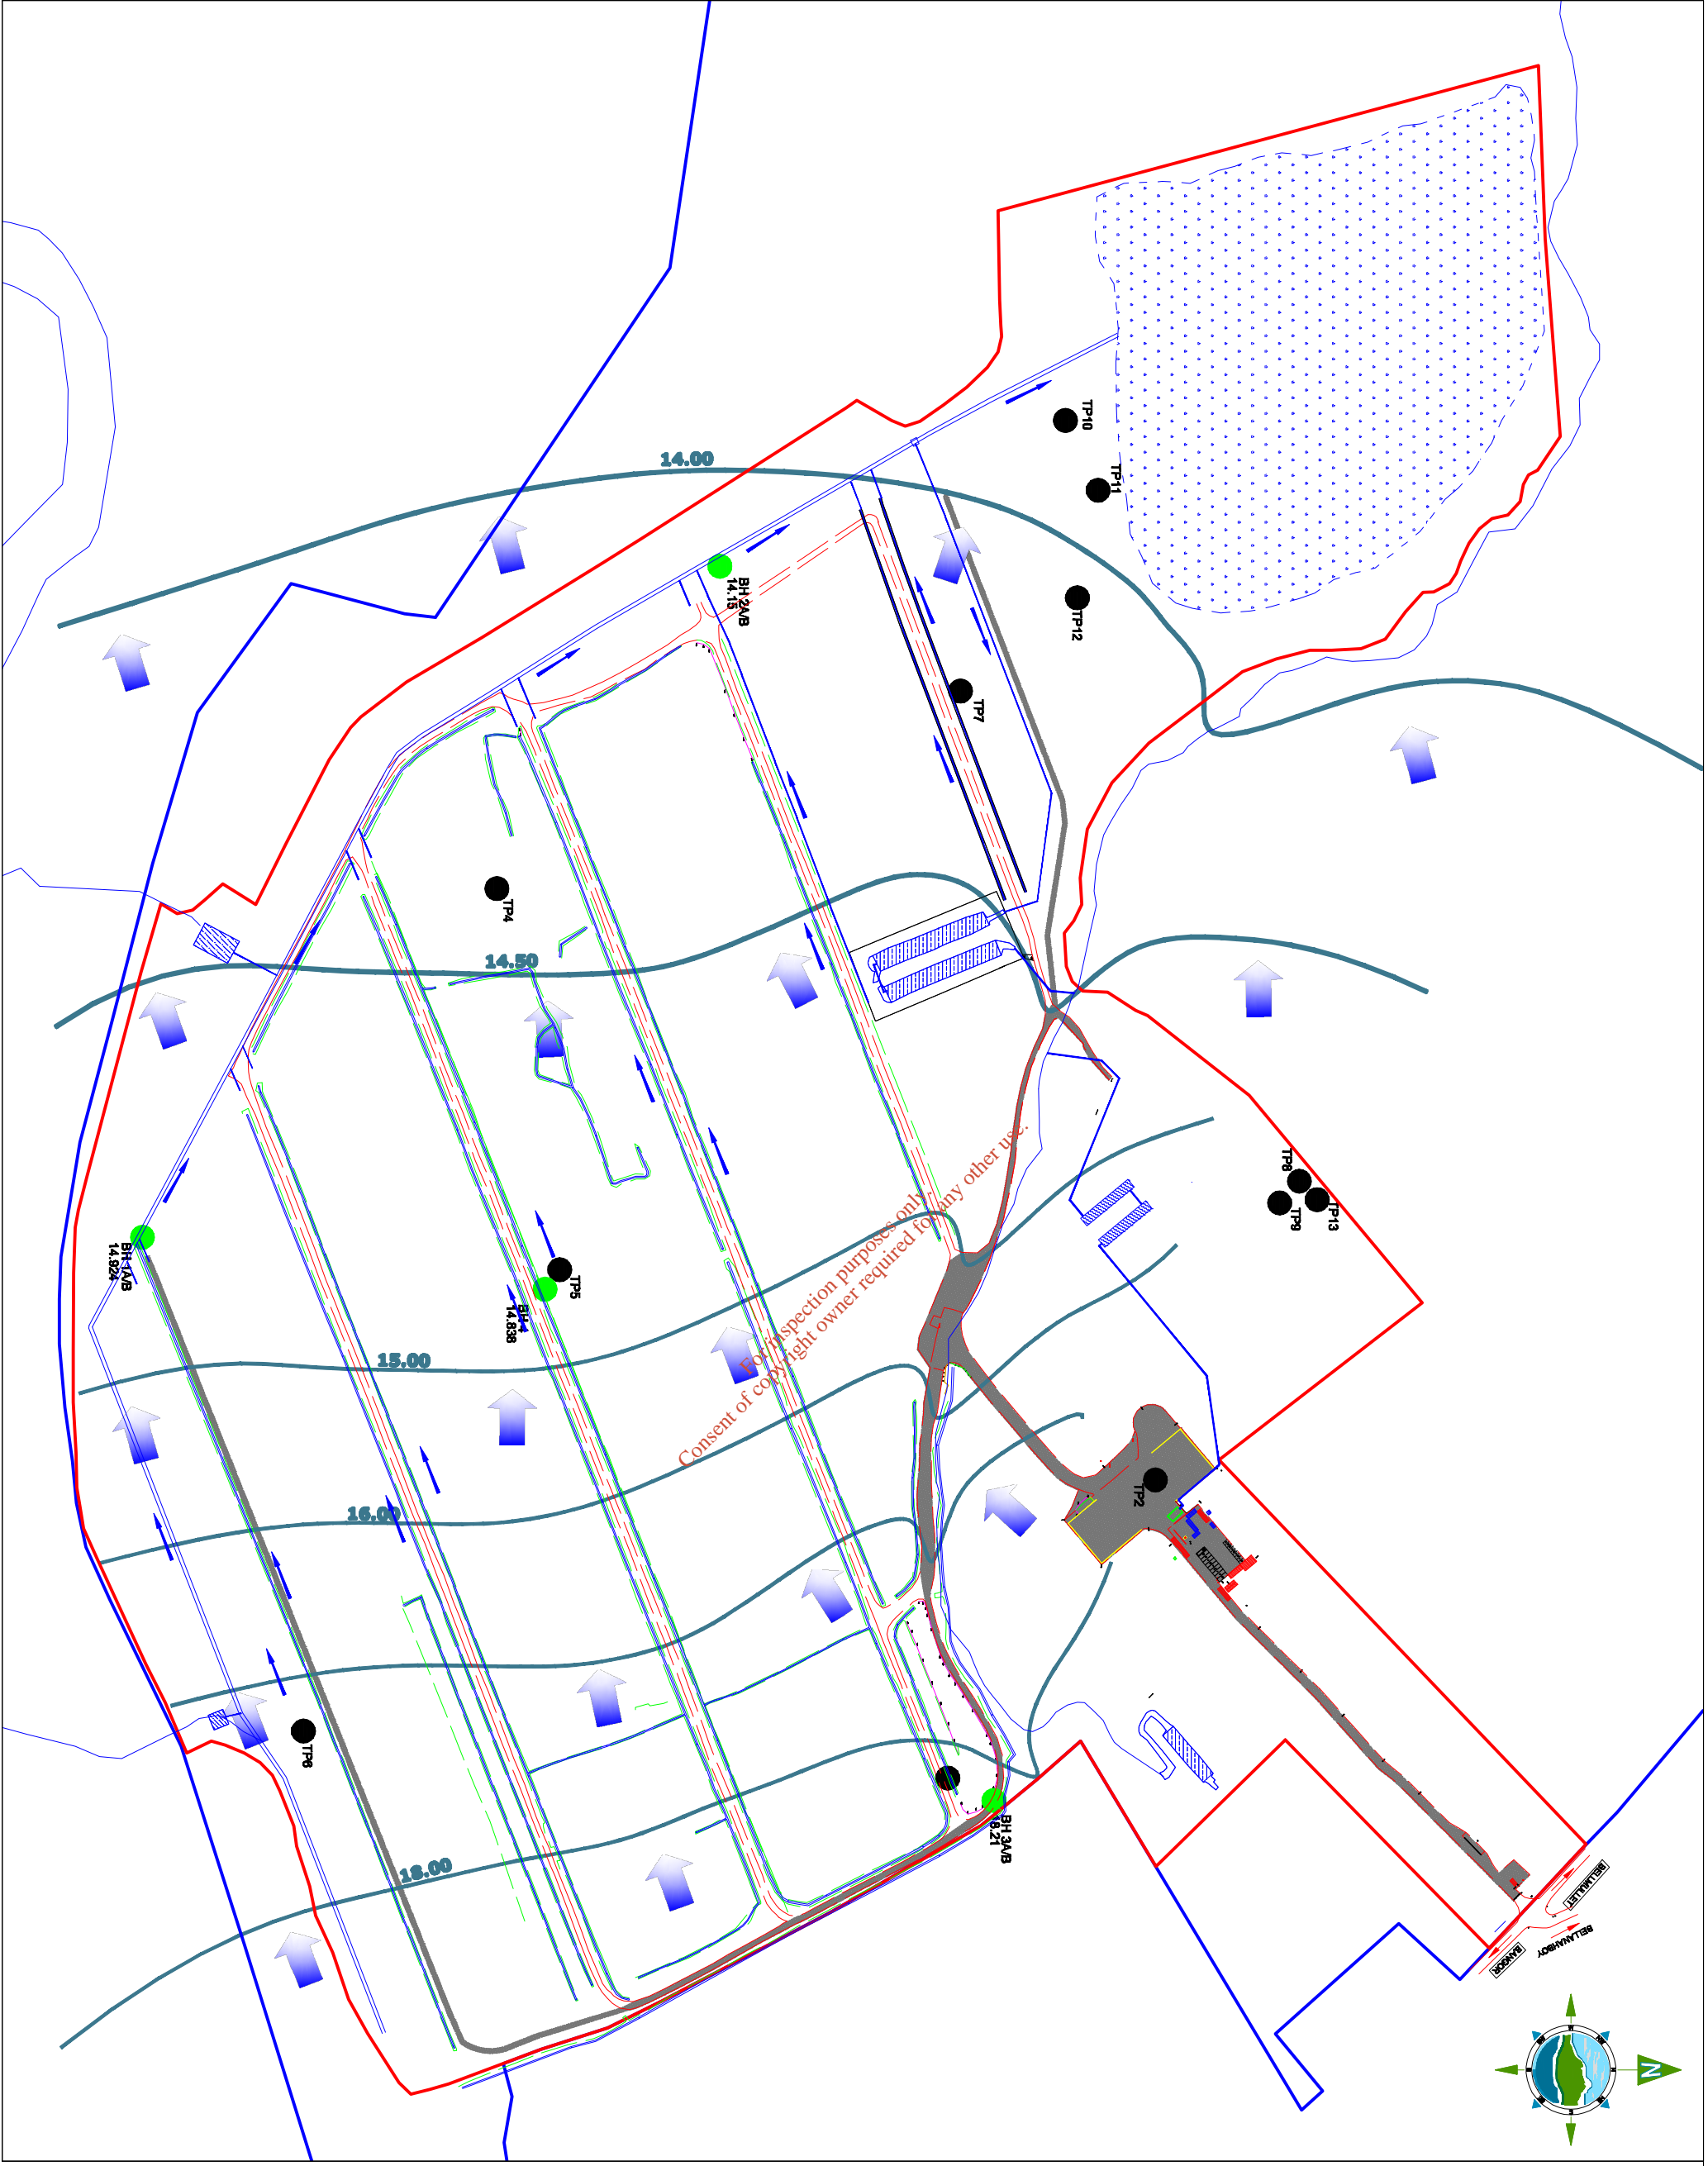 TP10
TP11
14.00
BH 2A/B
14.15
TP12
TP7
TP4
14.50
TP8
TP13
TP9
BH 1A/B
14.924
TP5
BH 4
14.838
For inspection purposes only.
Consent of copyright owner required for any other use.
15.00
TP2
16.00
TP6
BH 3A/B
18.21
18.00
BELLMULLET
BELLANAHBOY
BANGOR
N